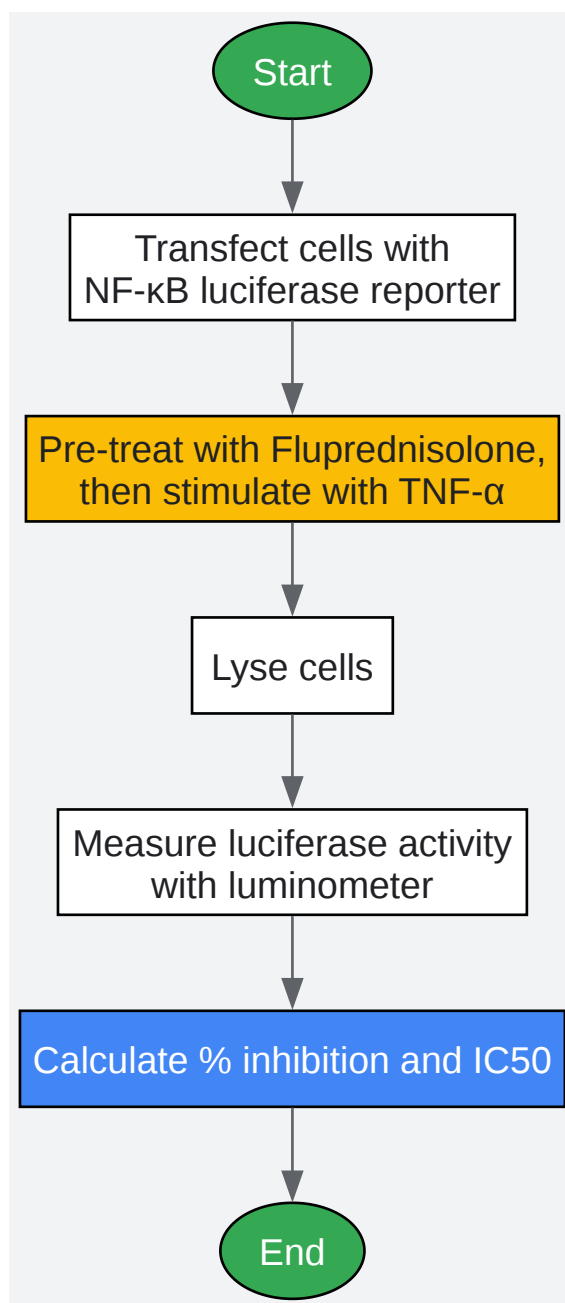 Start
Transfect cells with
NF-κB luciferase reporter
Pre-treat with Fluprednisolone,
then stimulate with TNF-α
Lyse cells
Measure luciferase activity
with luminometer
Calculate % inhibition and IC50
End